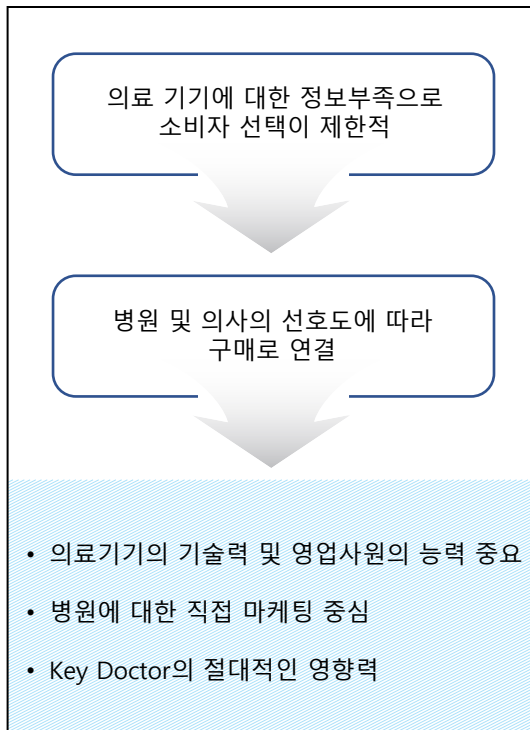 의료 기기에 대한 정보부족으로
소비자 선택이 제한적
병원 및 의사의 선호도에 따라
구매로 연결
• 의료기기의 기술력 및 영업사원의 능력 중요
• 병원에 대한 직접 마케팅 중심
• Key Doctor의 절대적인 영향력